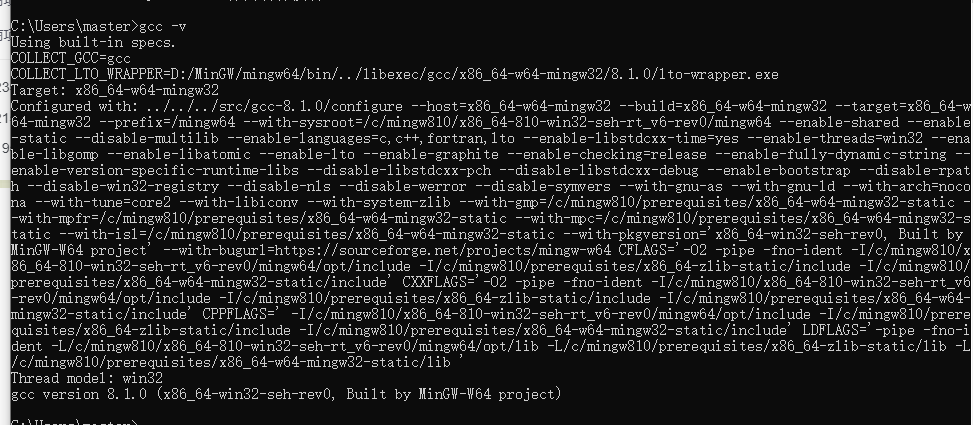 C:\Users\master>gcc -v
Using built-in specs.
COLLECT_GCC=gcc
COLLECT_LTO_WRAPPER=D:/MinGW/mingw64/bin/../libexec/gcc/x86_64-w64-mingw32/8.1.0/lto-wrapper.exe
Target: x86_64-w64-mingw32
Configured with: ../../../src/gcc-8.1.0/configure --host=x86_64-w64-mingw32 --build=x86_64-w64-mingw32 --target=x86_64-w
64-mingw32 --prefix=/mingw64 --with-sysroot=/c/mingw810/x86_64-810-win32-seh-rt_v6-rev0/mingw64 --enable-shared --enable
-static --disable-multilib --enable-languages=c,c++,fortran,lto --enable-libstdcxx-time=yes --enable-threads=win32 --ena
ble-libgomp --enable-libatomic --enable-lto --enable-graphite --enable-checking=release --enable-fully-dynamic-string --
enable-version-specific-runtime-libs --disable-libstdcxx-pch --disable-libstdcxx-debug --enable-bootstrap --disable-rpat
h --disable-win32-registry --disable-nls --disable-werror --disable-symvers --with-gnu-as --with-gnu-ld --with-arch=noco
na --with-tune=core2 --with-libiconv --with-system-zlib --with-gmp=/c/mingw810/prerequisites/x86_64-w64-mingw32-static -
-with-mpfr=/c/mingw810/prerequisites/x86_64-w64-mingw32-static --with-mpc=/c/mingw810/prerequisites/x86_64-w64-mingw32-s
tatic --with-isl=/c/mingw810/prerequisites/x86_64-w64-mingw32-static --with-pkgversion='x86_64-win32-seh-rev0, Built by
MinGW-W64 project' --with-bugurl=https://sourceforge.net/projects/mingw-w64 CFLAGS='-O2 -pipe -fno-ident -I/c/mingw810/x
86_64-810-win32-seh-rt_v6-rev0/mingw64/opt/include -I/c/mingw810/prerequisites/x86_64-zlib-static/include -I/c/mingw810/
prerequisites/x86_64-w64-mingw32-static/include' CXXFLAGS='-O2 -pipe -fno-ident -I/c/mingw810/x86_64-810-win32-seh-rt_v6
-rev0/mingw64/opt/include -I/c/mingw810/prerequisites/x86_64-zlib-static/include -I/c/mingw810/prerequisites/x86_64-w64-
mingw32-static/include' CPPFLAGS=' -I/c/mingw810/x86_64-810-win32-seh-rt_v6-rev0/mingw64/opt/include -I/c/mingw810/prere
quisites/x86_64-zlib-static/include -I/c/mingw810/prerequisites/x86_64-w64-mingw32-static/include' LDFLAGS='-pipe -fno-i
dent -L/c/mingw810/x86_64-810-win32-seh-rt_v6-rev0/mingw64/opt/lib -L/c/mingw810/prerequisites/x86_64-zlib-static/lib -L
/c/mingw810/prerequisites/x86_64-w64-mingw32-static/lib '
Thread model: win32
gcc version 8.1.0 (x86_64-win32-seh-rev0, Built by MinGW-W64 project)